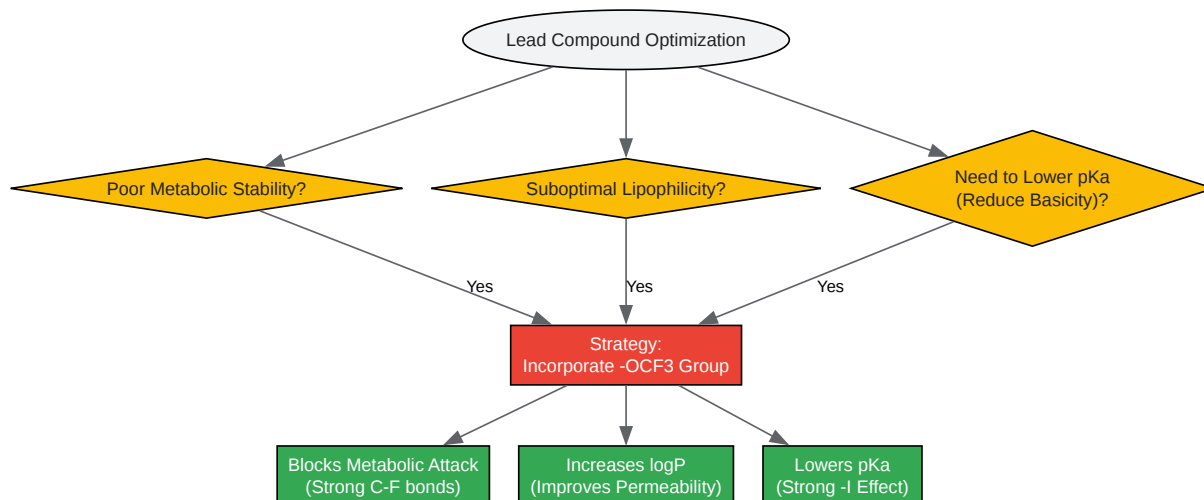 Lead Compound Optimization
Poor Metabolic Stability?
Suboptimal Lipophilicity?
Need to Lower pKa
(Reduce Basicity)?
Yes
Yes
Yes
Strategy:
Incorporate -OCF3 Group
Blocks Metabolic Attack
(Strong C-F bonds)
Increases logP
(Improves Permeability)
Lowers pKa
(Strong -I Effect)